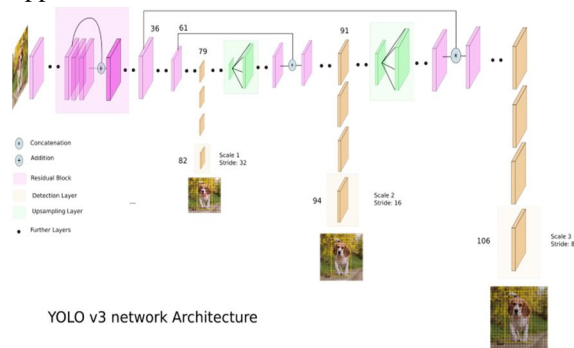 36
61
79
91
82
Scale 1
Stride: 32
94
Scale 2
Stride: 16
106
Scale 3
Stride: 8
Concatenation
Addition
Residual Block
Detection Layer
Upsampling Layer
Further Layers
...
YOLO v3 network Architecture